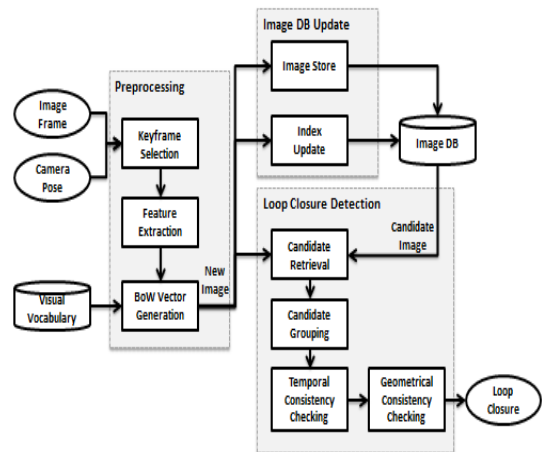 Image DB Update
Image Store
Preprocessing
Image
Frame
Keyframe
Selection
Index
Update
Image DB
Camera
Pose
Feature
Extraction
Loop Closure Detection
Candidate
Image
Candidate
Retrieval
New
Image
Visual
Vocabulary
BoW Vector
Generation
Candidate
Grouping
Temporal
Consistency
Checking
Geometrical
Consistency
Checking
Loop
Closure